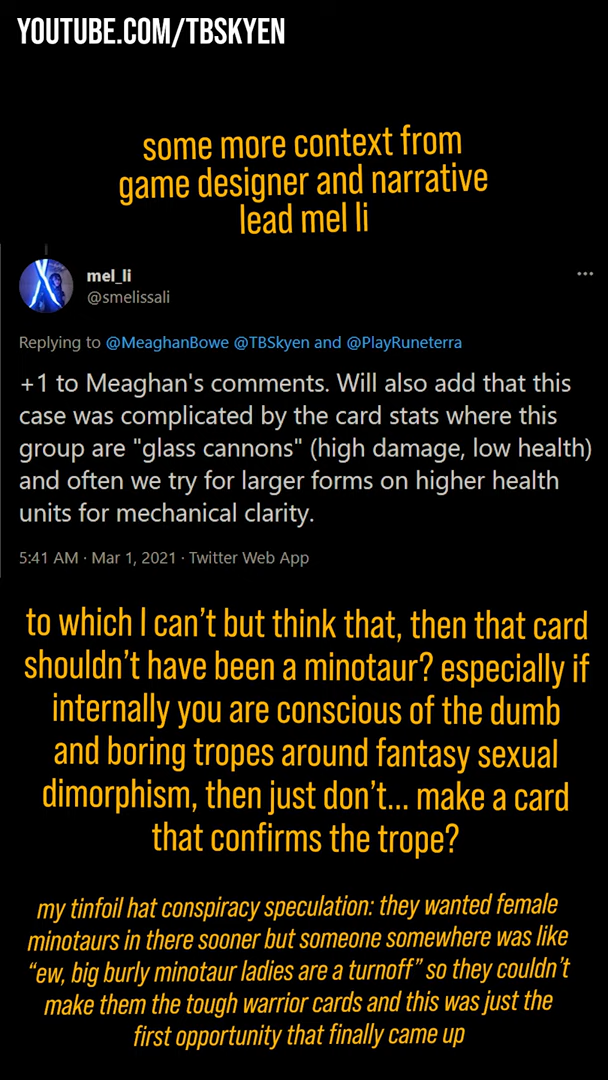 YOUTUBE.COM/TBSKYEN
some more context from
game designer and narrative
lead mel li
mel_li
@smelissali
Replying to @MeaghanBowe @TBSkyen and @PlayRuneterra
+1 to Meaghan's comments. Will also add that this
case was complicated by the card stats where this
group are "glass cannons" (high damage, low health)
and often we try for larger forms on higher health
units for mechanical clarity.
5:41 AM · Mar 1, 2021 · Twitter Web App
to which I can't but think that, then that card
shouldn't have been a minotaur? especially if
internally you are conscious of the dumb
and boring tropes around fantasy sexual
dimorphism, then just don't... make a card
that confirms the trope?
my tinfoil hat conspiracy speculation: they wanted female
minotaurs in there sooner but someone somewhere was like
“ew, big burly minotaur ladies are a turnoff” so they couldn't
make them the tough warrior cards and this was just the
first opportunity that finally came up